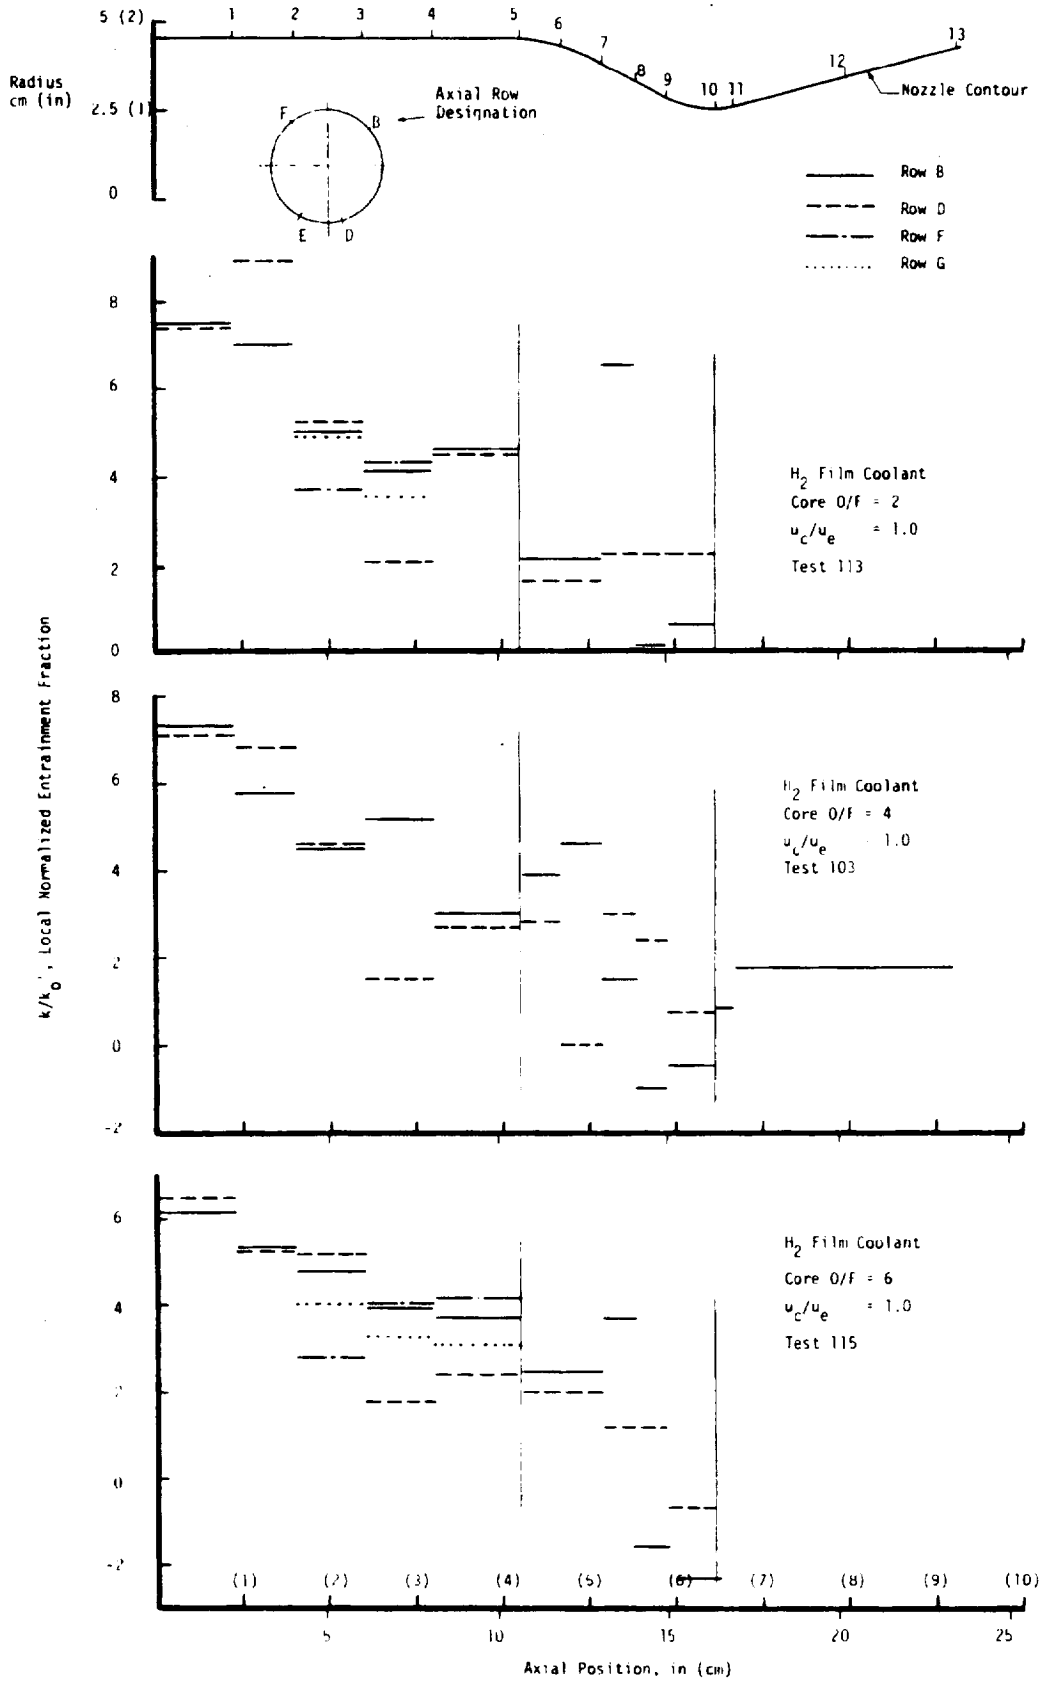 5 (2)
1 2 3 4 5 6 7 8 9 10 11 12 13
Radius
cm (in)
2.5 (1)
0
Axial Row
Designation
Nozzle Contour
F B
E D
Row B
Row D
Row F
Row G
8
6
4
2
0
H2 Film Coolant
Core O/F = 2
uc/ue = 1.0
Test 113
k/ko', Local Normalized Entrainment Fraction
8
6
4
2
0
-2
H2 Film Coolant
Core O/F = 4
uc/ue 1.0
Test 103
6
4
2
0
-2
H2 Film Coolant
Core O/F = 6
uc/ue = 1.0
Test 115
(1) (2) (3) (4) (5) (6) (7) (8) (9) (10)
5 10 15 20 25
Axial Position, in (cm)